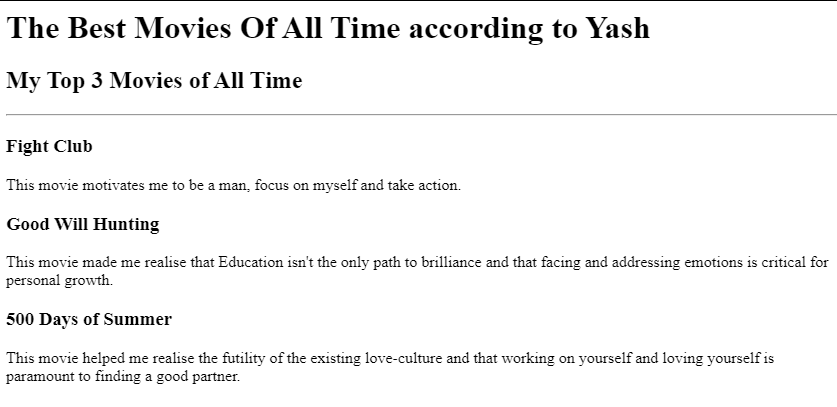 The Best Movies Of All Time according to Yash
My Top 3 Movies of All Time
Fight Club
This movie motivates me to be a man, focus on myself and take action.
Good Will Hunting
This movie made me realise that Education isn't the only path to brilliance and that facing and addressing emotions is critical for
personal growth.
500 Days of Summer
This movie helped me realise the futility of the existing love-culture and that working on yourself and loving yourself is
paramount to finding a good partner.